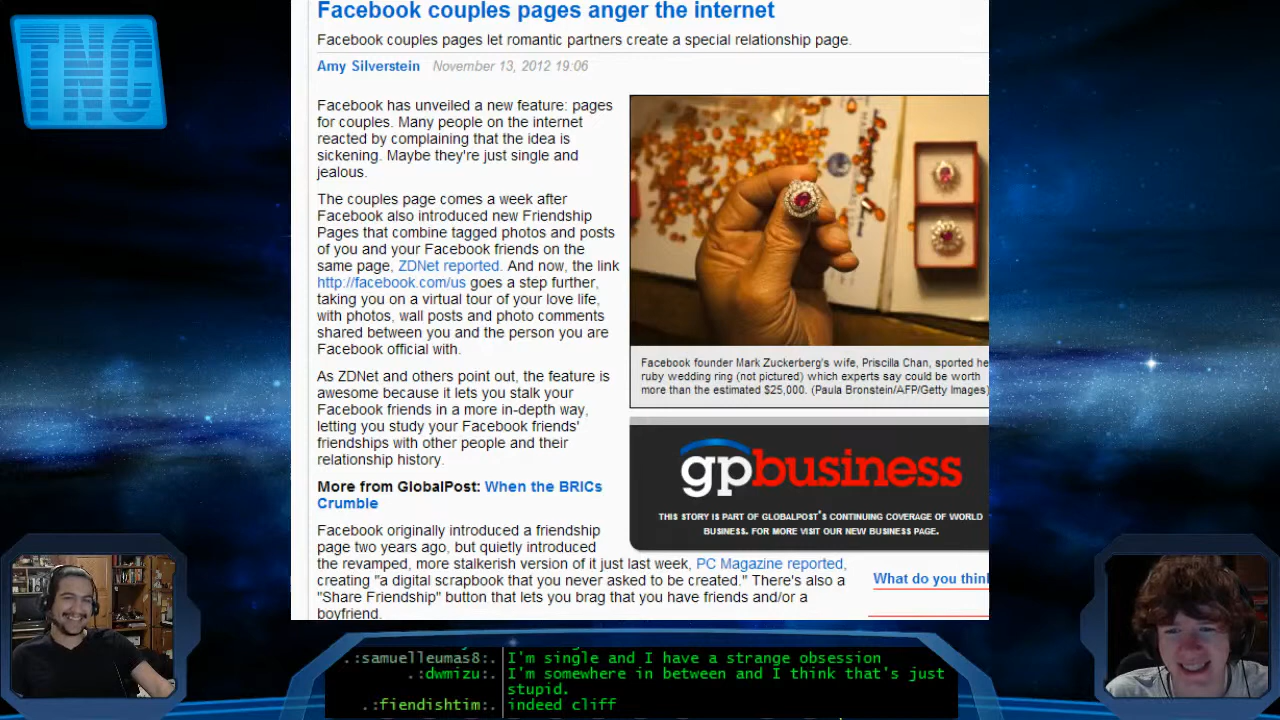 TNC
Facebook couples pages anger the internet
Facebook couples pages let romantic partners create a special relationship page.
Amy Silverstein November 13, 2012 19:06
Facebook has unveiled a new feature: pages
for couples. Many people on the internet
reacted by complaining that the idea is
sickening. Maybe they're just single and
jealous.
The couples page comes a week after
Facebook also introduced new Friendship
Pages that combine tagged photos and posts
of you and your Facebook friends on the
same page, ZDNet reported. And now, the link
http://facebook.com/us goes a step further,
taking you on a virtual tour of your love life,
with photos, wall posts and photo comments
shared between you and the person you are
Facebook official with.
As ZDNet and others point out, the feature is
awesome because it lets you stalk your
Facebook friends in a more in-depth way,
letting you study your Facebook friends'
friendships with other people and their
relationship history.
More from GlobalPost: When the BRICs
Crumble
Facebook originally introduced a friendship
page two years ago, but quietly introduced
the revamped, more stalkerish version of it just last week, PC Magazine reported,
creating "a digital scrapbook that you never asked to be created." There's also a
"Share Friendship" button that lets you brag that you have friends and/or a
boyfriend.
Facebook founder Mark Zuckerberg's wife, Priscilla Chan, sported he
ruby wedding ring (not pictured) which experts say could be worth
more than the estimated $25,000. (Paula Bronstein/AFP/Getty Images)
gpbusiness
THIS STORY IS PART OF GLOBALPOST'S CONTINUING COVERAGE OF WORLD
BUSINESS. FOR MORE VISIT OUR NEW BUSINESS PAGE.
What do you thinl
.:samuelleumas8:. I'm single and I have a strange obsession
.:dwmizu:. I'm somewhere in between and I think that's just
stupid.
.:fiendishtim:. indeed cliff